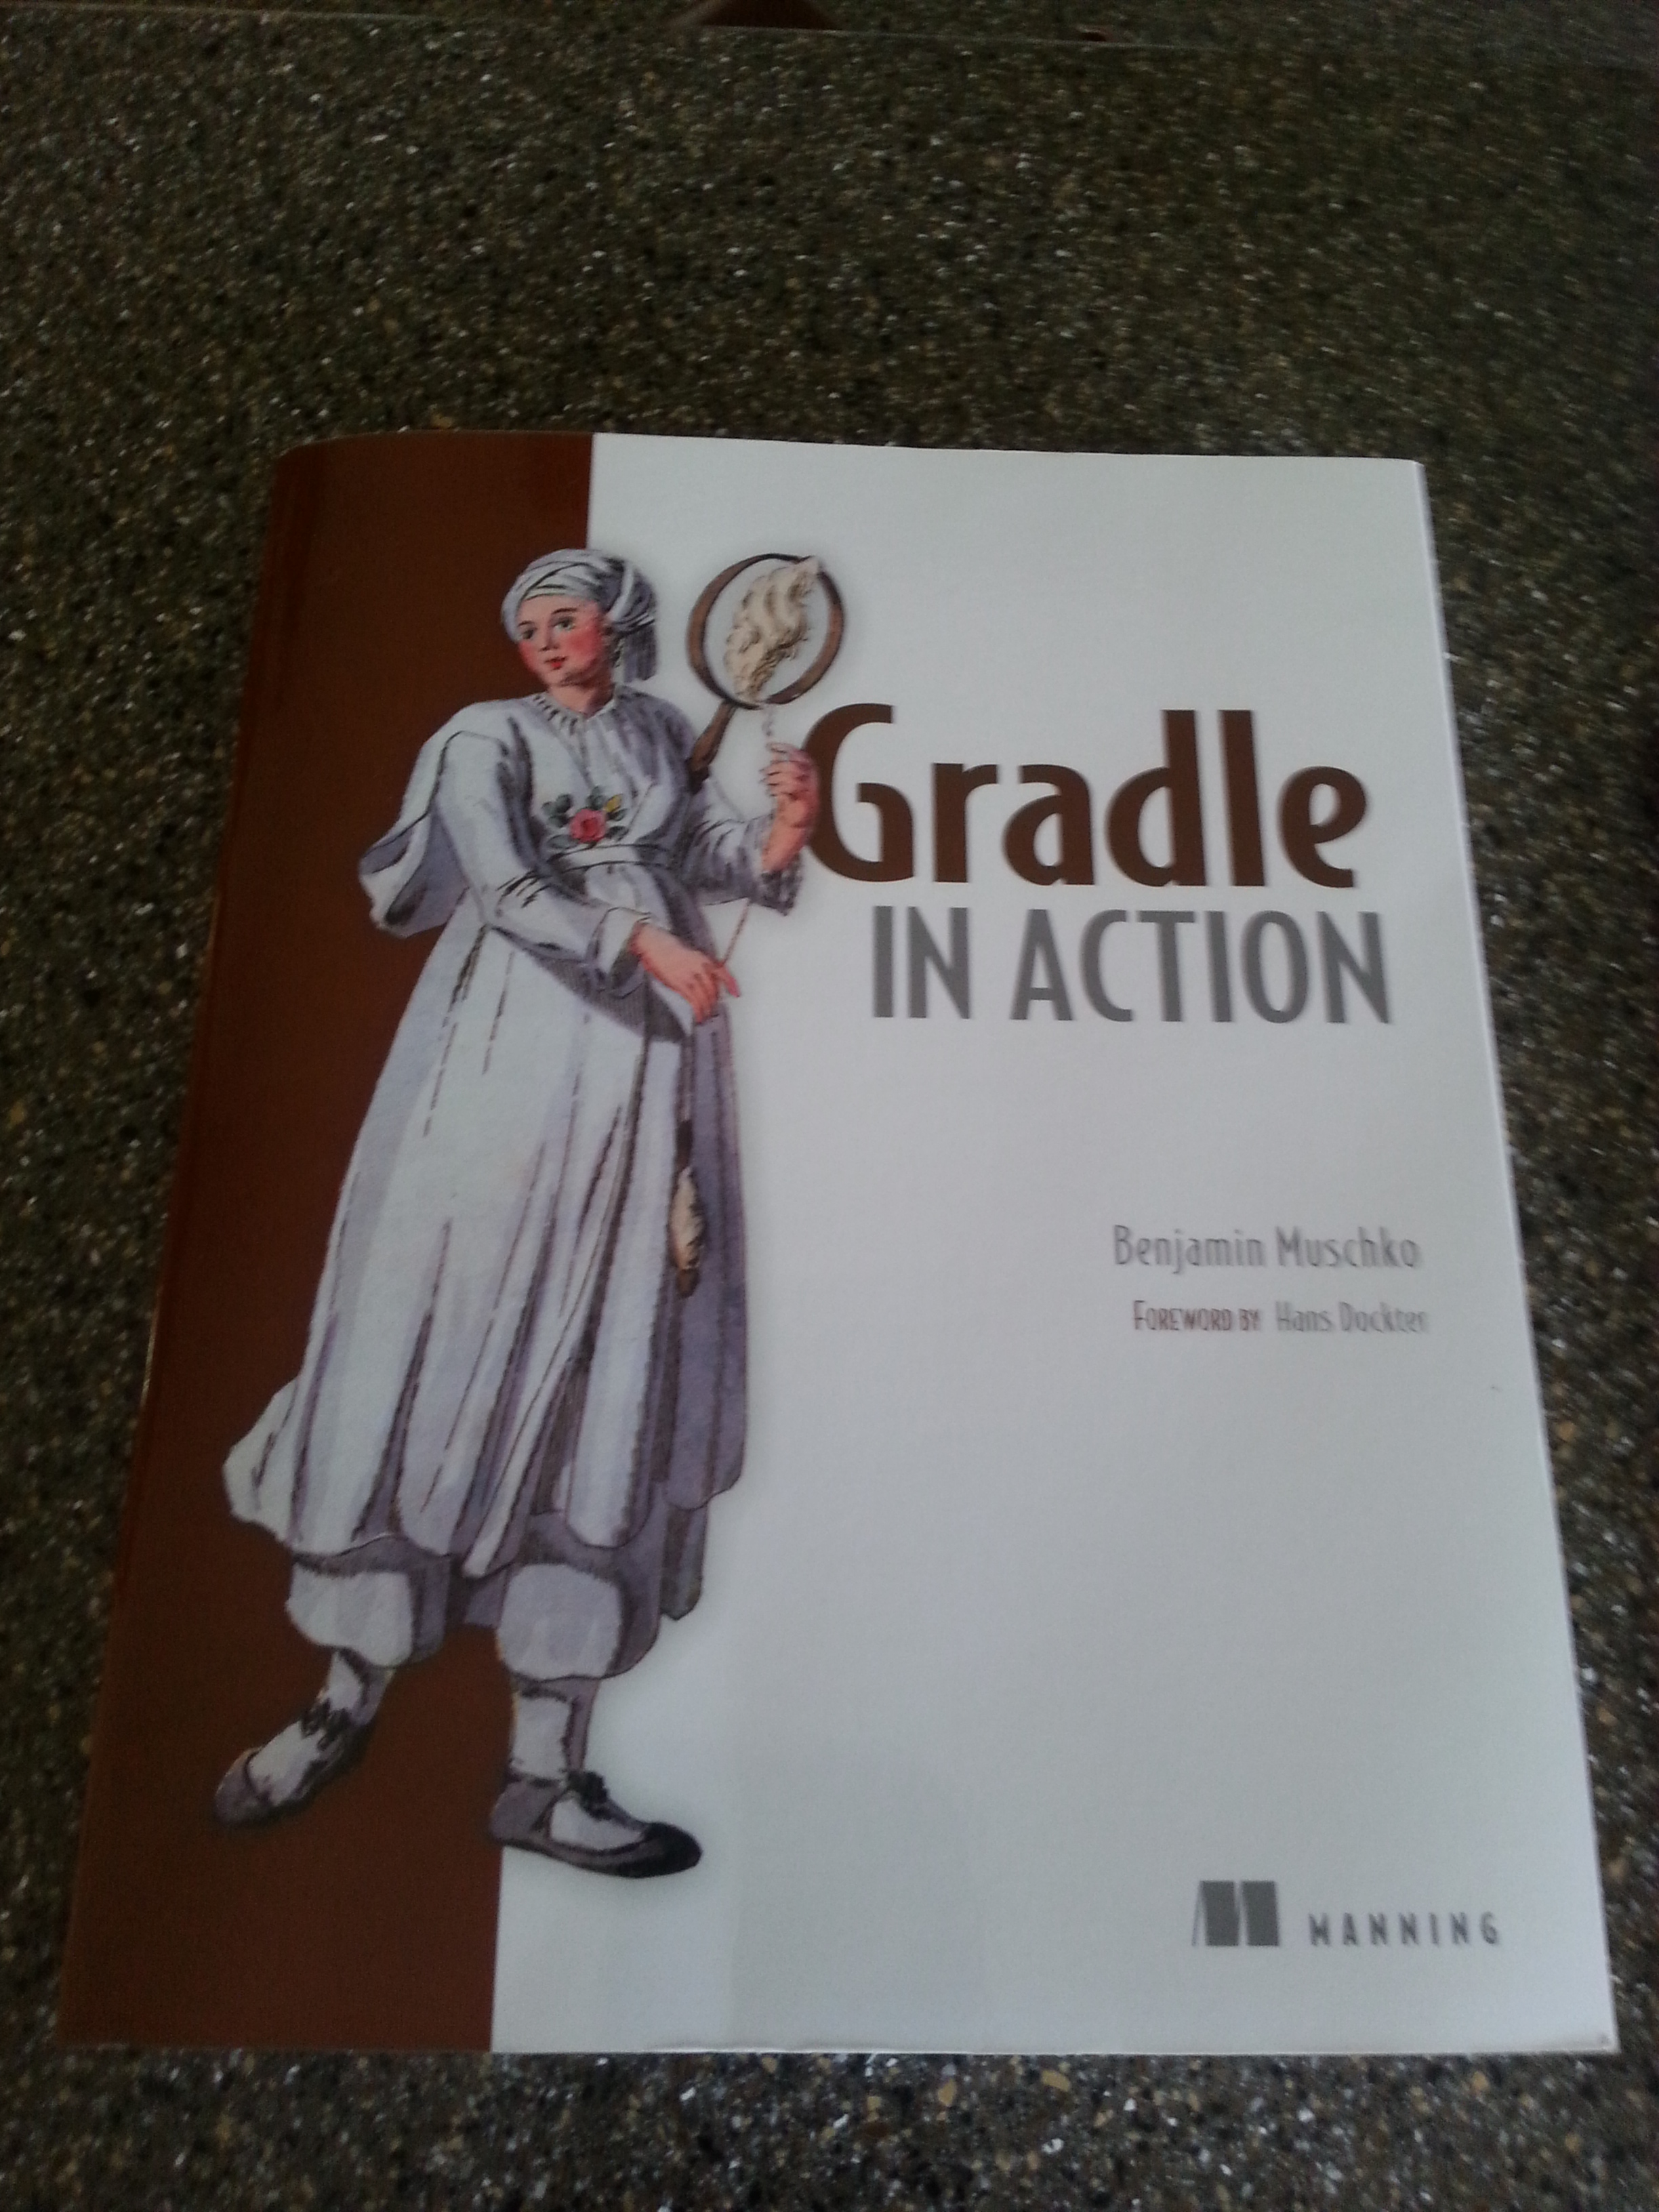 Gradle
IN ACTION
Benjamin Muschko
FOREWORD BY Hans Dockter
MANNING